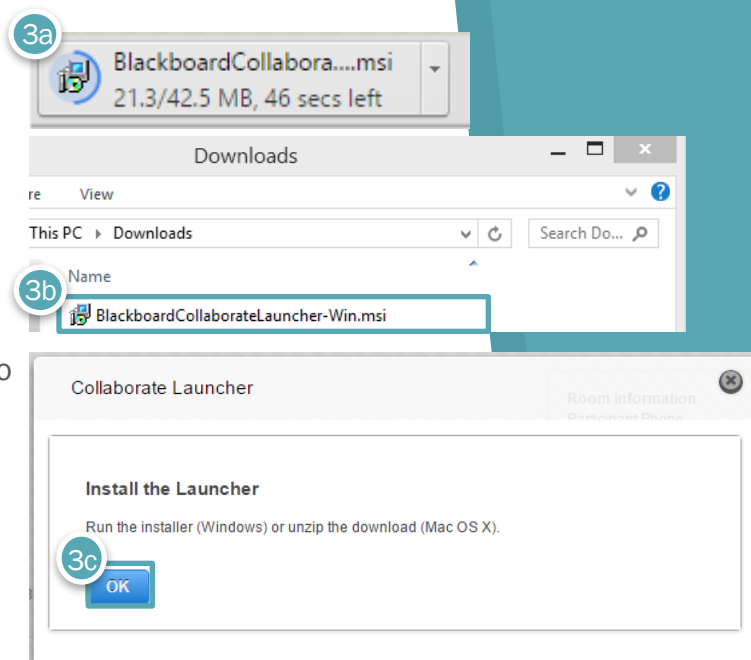 3a
BlackboardCollabora....msi
21.3/42.5 MB, 46 secs left
Downloads
re View
This PC Downloads
Search Do...
Name
3b
BlackboardCollaborateLauncher-Win.msi
o
Collaborate Launcher
Room Information
Participant Phone
Install the Launcher
Run the installer (Windows) or unzip the download (Mac OS X).
3c
OK